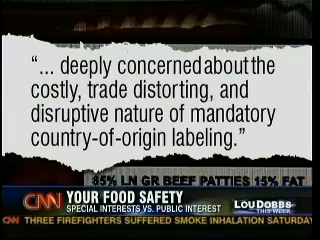 “... deeply concerned about the
costly, trade distorting, and
disruptive nature of mandatory
country-of-origin labeling.”
85% LN GR BEEF PATTIES 15% FAT
CNN YOUR FOOD SAFETY
SPECIAL INTERESTS VS. PUBLIC INTEREST
LOU DOBBS
THIS WEEK
CNN THREE FIREFIGHTERS SUFFERED SMOKE INHALATION SATURDAY